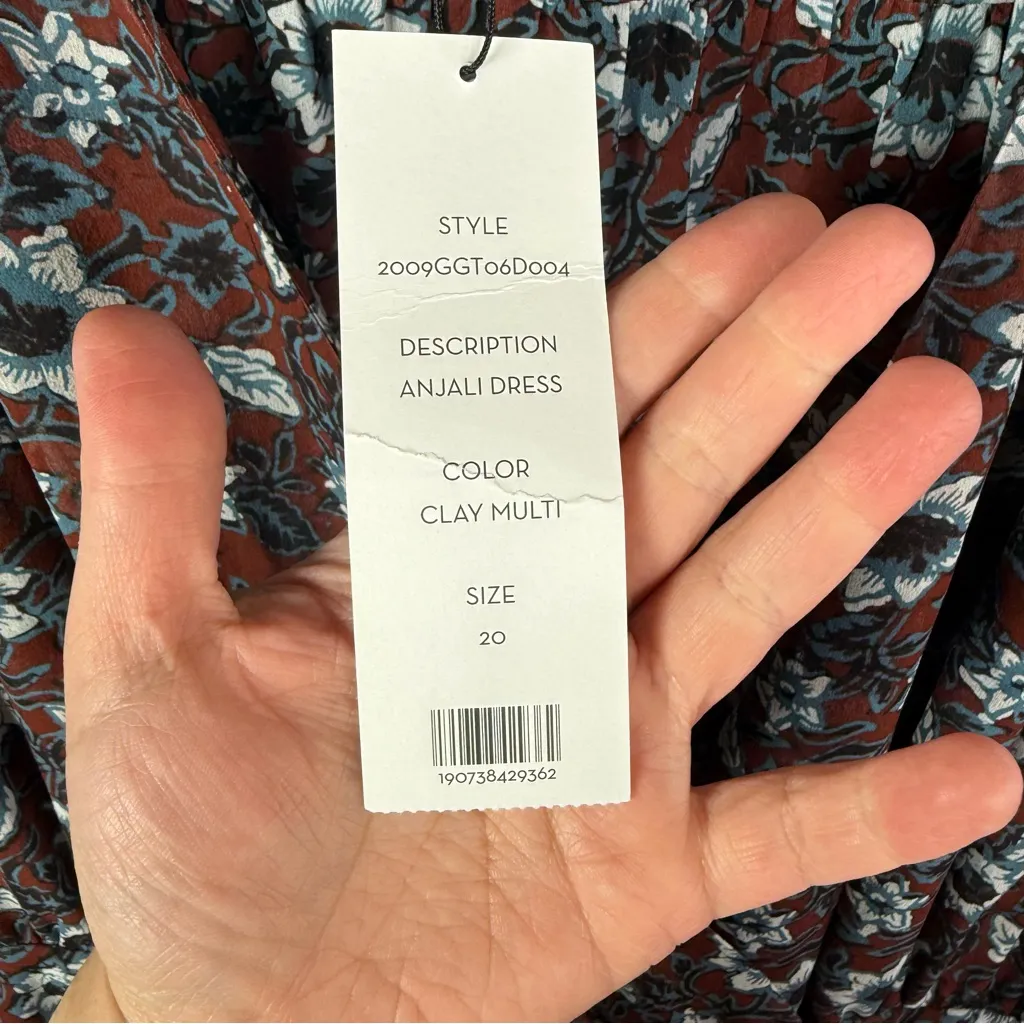 STYLE
2009GGT06D004
DESCRIPTION
ANJALI DRESS
COLOR
CLAY MULTI
SIZE
20
190738429362